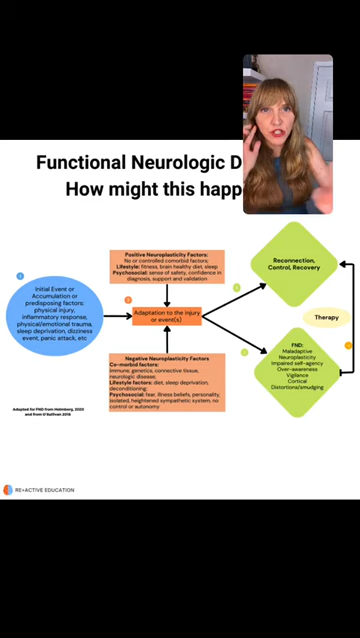 Functional Neurologic D
How might this happ
Positive Neuroplasticity Factors:
No or controlled comorbid factors;
Lifestyle: fitness, brain healthy diet, sleep
Psychosocial: sense of safety, confidence in
diagnosis, support and validation
Reconnection,
Control, Recovery
1
Initial Event or
Accumulation or
predisposing factors:
physical injury,
inflammatory response,
physical/emotional trauma,
sleep deprivation, dizziness
event, panic attack, etc
2
Adaptation to the injury
or event(s)
Therapy
Negative Neuroplasticity Factors
Co-morbid factors:
immune, genetics, connective tissue,
neurologic disease;
Lifestyle factors: diet, sleep deprivation,
deconditioning;
Psychosocial: fear, illness beliefs, personality,
isolated, heightened sympathetic system, no
control or autonomy
FND:
Maladaptive
Neuroplasticity
Impaired self-agency
Over-awareness
Vigilance
Cortical
Distortions/smudging
Adapted for FND from Holmberg, 2020
and from O'Sullivan 2018
RE+ACTIVE EDUCATION